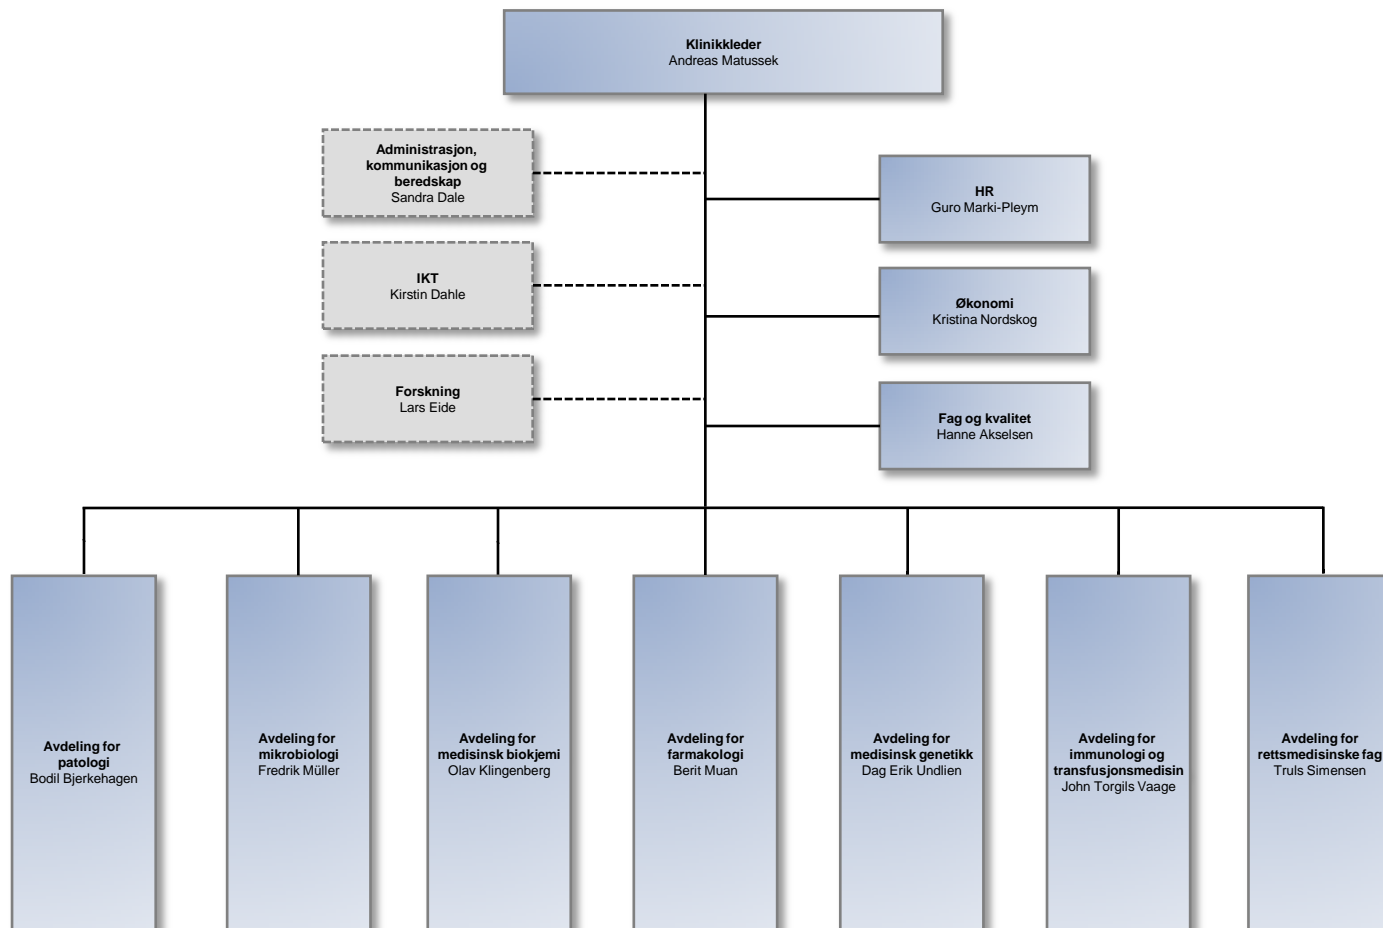 Klinikkleder
Andreas Matussek
Administrasjon,
kommunikasjon og
beredskap
Sandra Dale
HR
Guro Marki-Pleym
IKT
Kirstin Dahle
Økonomi
Kristina Nordskog
Forskning
Lars Eide
Fag og kvalitet
Hanne Akselsen
Avdeling for
patologi
Bodil Bjerkehagen
Avdeling for
mikrobiologi
Fredrik Müller
Avdeling for
medisinsk biokjemi
Olav Klingenberg
Avdeling for
farmakologi
Berit Muan
Avdeling for
medisinsk genetikk
Dag Erik Undlien
Avdeling for
immunologi og
transfusjonsmedisin
John Torgils Vaage
Avdeling for
rettsmedisinske fag
Truls Simensen